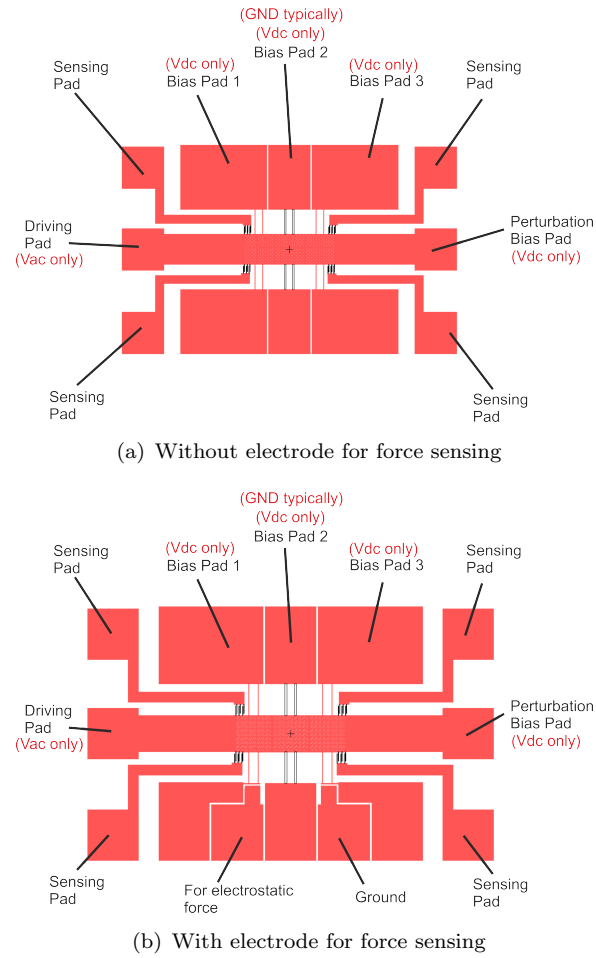 (GND typically)
(Vdc only)
Bias Pad 2
(Vdc only)
Bias Pad 1
(Vdc only)
Bias Pad 3
Sensing
Pad
Sensing
Pad
Driving
Pad
(Vac only)
Perturbation
Bias Pad
(Vdc only)
Sensing
Pad
Sensing
Pad
(a) Without electrode for force sensing
(GND typically)
(Vdc only)
Bias Pad 2
(Vdc only)
Bias Pad 1
(Vdc only)
Bias Pad 3
Sensing
Pad
Sensing
Pad
Driving
Pad
(Vac only)
Perturbation
Bias Pad
(Vdc only)
Sensing
Pad
For electrostatic
force
Ground
Sensing
Pad
(b) With electrode for force sensing